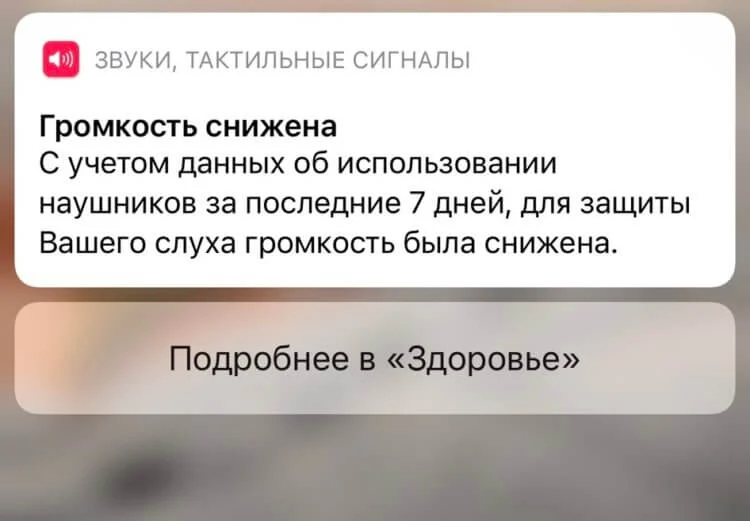 ЗВУКИ, ТАКТИЛЬНЫЕ СИГНАЛЫ
Громкость снижена
С учетом данных об использовании
наушников за последние 7 дней, для защиты
Вашего слуха громкость была снижена.
Подробнее в «Здоровье»